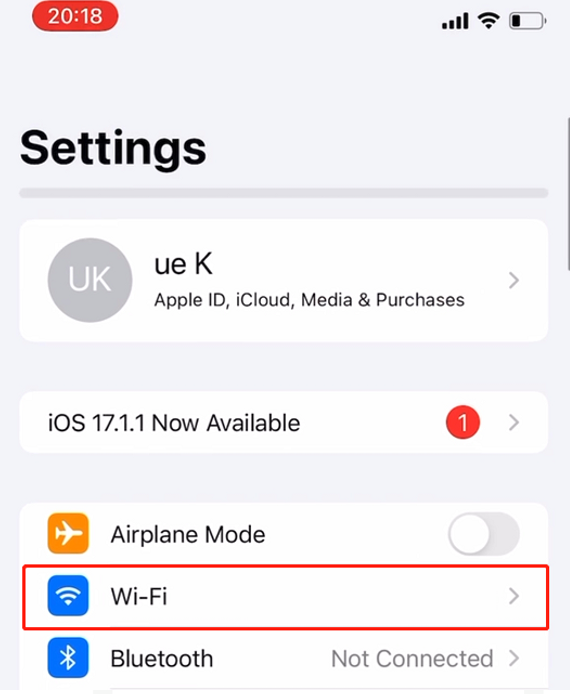 20:18
Settings
UK
ue K
Apple ID, iCloud, Media & Purchases
iOS 17.1.1 Now Available
1
Airplane Mode
Wi-Fi
Bluetooth
Not Connected